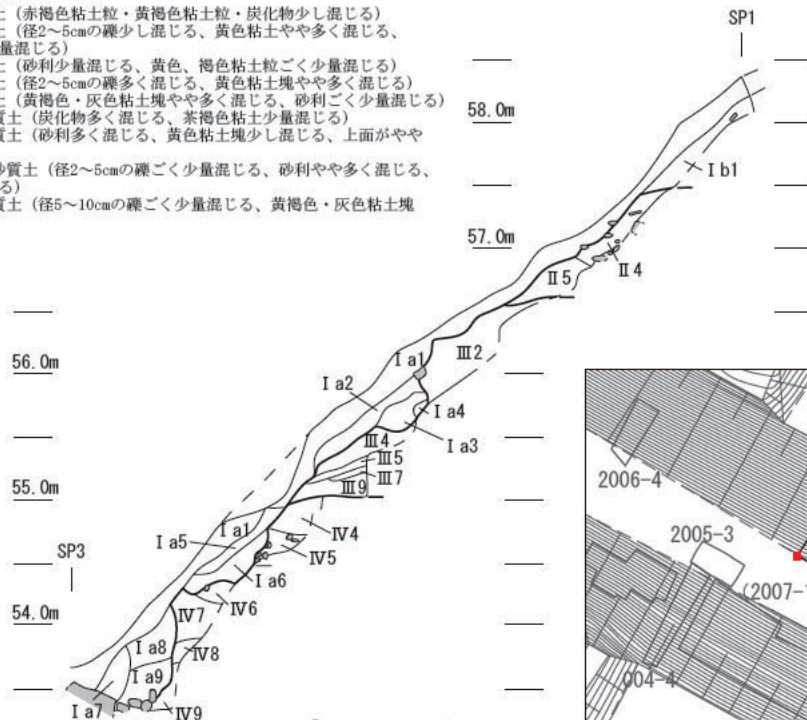 土（赤褐色粘土粒・黄褐色粘土粒・炭化物少し混じる）
土（径2〜5cmの礫少し混じる、黄色粘土やや多く混じる、
量混じる）
土（砂利少量混じる、黄色、褐色粘土粒ごく少量混じる）
土（径2〜5cmの礫多く混じる、黄色粘土塊やや多く混じる）
土（黄褐色・灰色粘土塊やや多く混じる、砂利ごく少量混じる）
質土（炭化物多く混じる、茶褐色粘土少量混じる）
質土（砂利多く混じる、黄色粘土塊少し混じる、上面がやや
砂質土（径2〜5cmの礫ごく少量混じる、砂利やや多く混じる、
る）
質土（径5〜10cmの礫ごく少量混じる、黄褐色・灰色粘土塊
SP1
58.0m
Ⅰb1
57.0m
Ⅱ4
Ⅱ5
Ⅲ2
56.0m
Ⅰa1
Ⅰa2
Ⅰa4
Ⅰa3
Ⅲ4
Ⅲ5
Ⅲ7
Ⅲ9
55.0m
Ⅰa1
Ⅳ4
Ⅰa5
Ⅳ5
SP3
Ⅰa6
54.0m
Ⅳ7
Ⅳ6
Ⅰa8
Ⅳ8
Ⅰa9
Ⅰa7
Ⅳ9
2006-4
2005-3
(2007-1
004-4